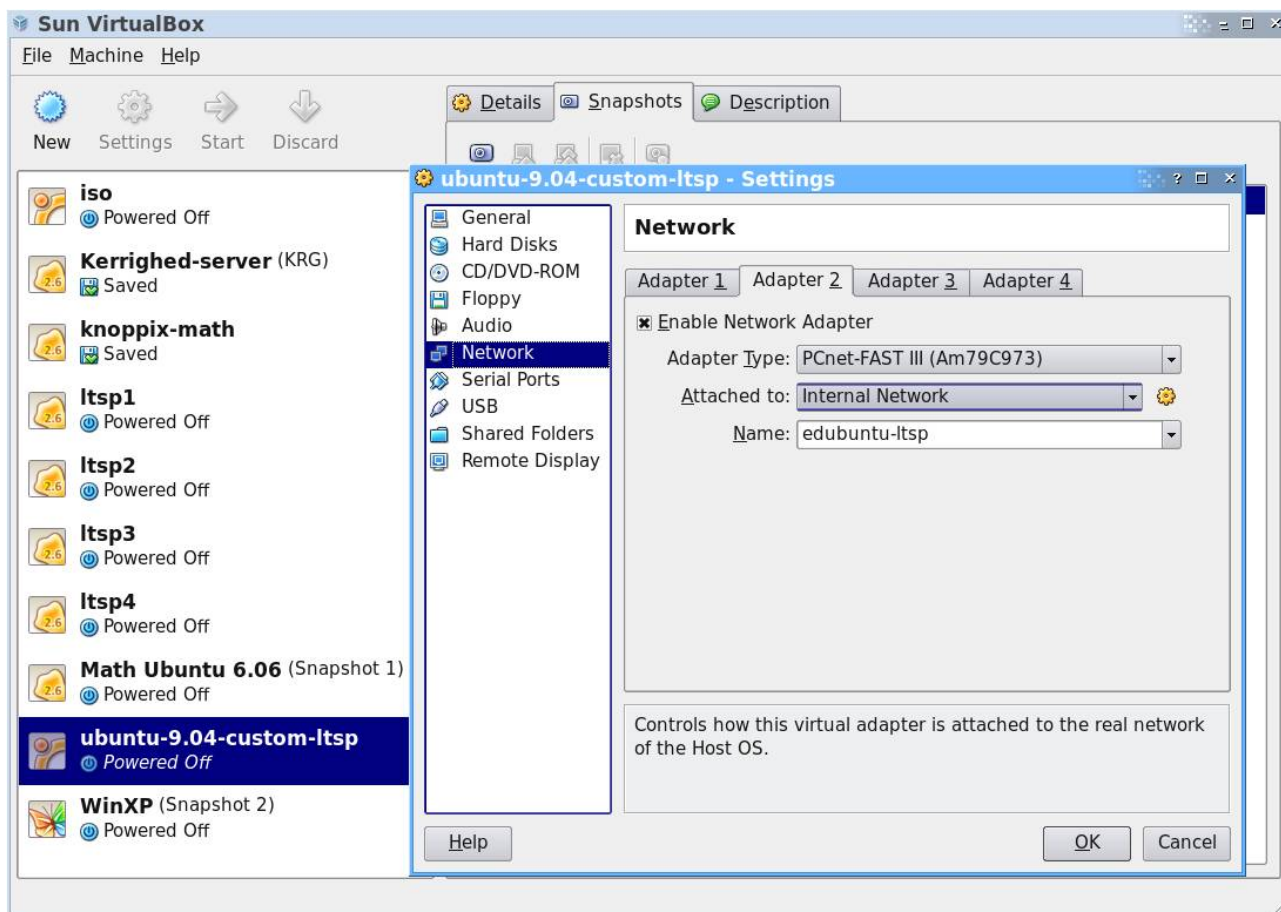 Sun VirtualBox
File Machine Help
New Settings Start Discard
Details Snapshots Description
iso
Powered Off
Kerrighed-server (KRG)
Saved
knoppix-math
Saved
ltsp1
Powered Off
ltsp2
Powered Off
ltsp3
Powered Off
ltsp4
Powered Off
Math Ubuntu 6.06 (Snapshot 1)
Powered Off
ubuntu-9.04-custom-ltsp
Powered Off
WinXP (Snapshot 2)
Powered Off
ubuntu-9.04-custom-ltsp - Settings
General
Hard Disks
CD/DVD-ROM
Floppy
Audio
Network
Serial Ports
USB
Shared Folders
Remote Display
Network
Adapter 1 Adapter 2 Adapter 3 Adapter 4
Enable Network Adapter
Adapter Type: PCnet-FAST III (Am79C973)
Attached to: Internal Network
Name: edubuntu-ltsp
Controls how this virtual adapter is attached to the real network
of the Host OS.
Help OK Cancel